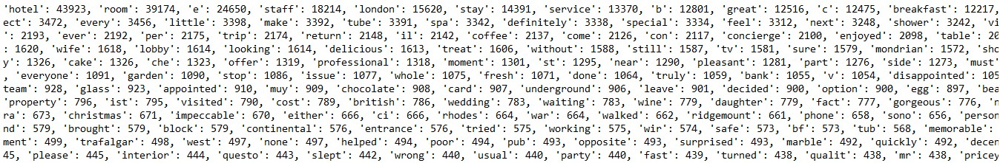 'hotel': 43923, 'room': 39174, 'e': 24650, 'staff': 18214, 'london': 15620, 'stay': 14391, 'service': 13370, 'b': 12801, 'great': 12516, 'c': 12475, 'breakfast': 12217,
ect': 3472, 'every': 3456, 'little': 3398, 'make': 3392, 'tube': 3391, 'spa': 3342, 'definitely': 3338, 'special': 3334, 'feel': 3312, 'next': 3248, 'shower': 3242, 'vi
': 2193, 'ever': 2192, 'per': 2175, 'trip': 2174, 'return': 2148, 'il': 2142, 'coffee': 2137, 'come': 2126, 'con': 2117, 'concierge': 2100, 'enjoyed': 2098, 'table': 20
: 1620, 'wife': 1618, 'lobby': 1614, 'looking': 1614, 'delicious': 1613, 'treat': 1606, 'without': 1588, 'still': 1587, 'tv': 1581, 'sure': 1579, 'mondrian': 1572, 'sho
y': 1326, 'cake': 1326, 'che': 1323, 'offer': 1319, 'professional': 1318, 'moment': 1301, 'st': 1295, 'near': 1290, 'pleasant': 1281, 'part': 1276, 'side': 1273, 'must'
, 'everyone': 1091, 'garden': 1090, 'stop': 1086, 'issue': 1077, 'whole': 1075, 'fresh': 1071, 'done': 1064, 'truly': 1059, 'bank': 1055, 'v': 1054, 'disappointed': 105
team': 928, 'glass': 923, 'appointed': 910, 'muy': 909, 'chocolate': 908, 'card': 907, 'underground': 906, 'leave': 901, 'decided': 900, 'option': 900, 'egg': 897, 'bea
'property': 796, 'ist': 795, 'visited': 790, 'cost': 789, 'british': 786, 'wedding': 783, 'waiting': 783, 'wine': 779, 'daughter': 779, 'fact': 777, 'gorgeous': 776, 'n
ra': 673, 'christmas': 671, 'impeccable': 670, 'either': 666, 'ci': 666, 'rhodes': 664, 'war': 664, 'walked': 662, 'ridgemount': 661, 'phone': 658, 'sono': 656, 'person
nd': 579, 'brought': 579, 'block': 579, 'continental': 576, 'entrance': 576, 'tried': 575, 'working': 575, 'wir': 574, 'safe': 573, 'bf': 573, 'tub': 568, 'memorable':
ment': 499, 'trafalgar': 498, 'west': 497, 'none': 497, 'helped': 494, 'poor': 494, 'pub': 493, 'opposite': 493, 'surprised': 493, 'marble': 492, 'quickly': 492, 'decen
45, 'please': 445, 'interior': 444, 'questo': 443, 'slept': 442, 'wrong': 440, 'usual': 440, 'party': 440, 'fast': 439, 'turned': 438, 'qualit': 438, 'mr': 438, 'pricey